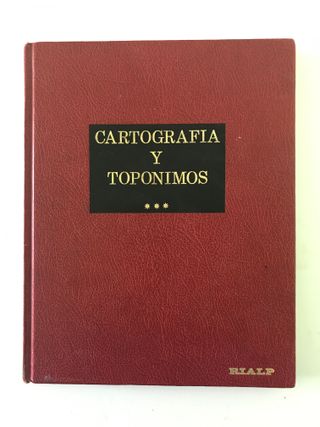 CARTOGRAFIA
Y
TOPONIMOS
***
RIALP